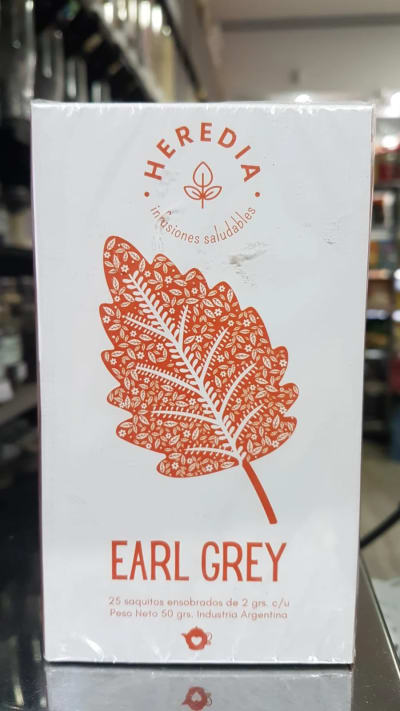 HEREDIA
infusiones saludables
EARL GREY
25 saquitos ensobrados de 2 grs. c/u
Peso Neto 50 grs. Industria Argentina